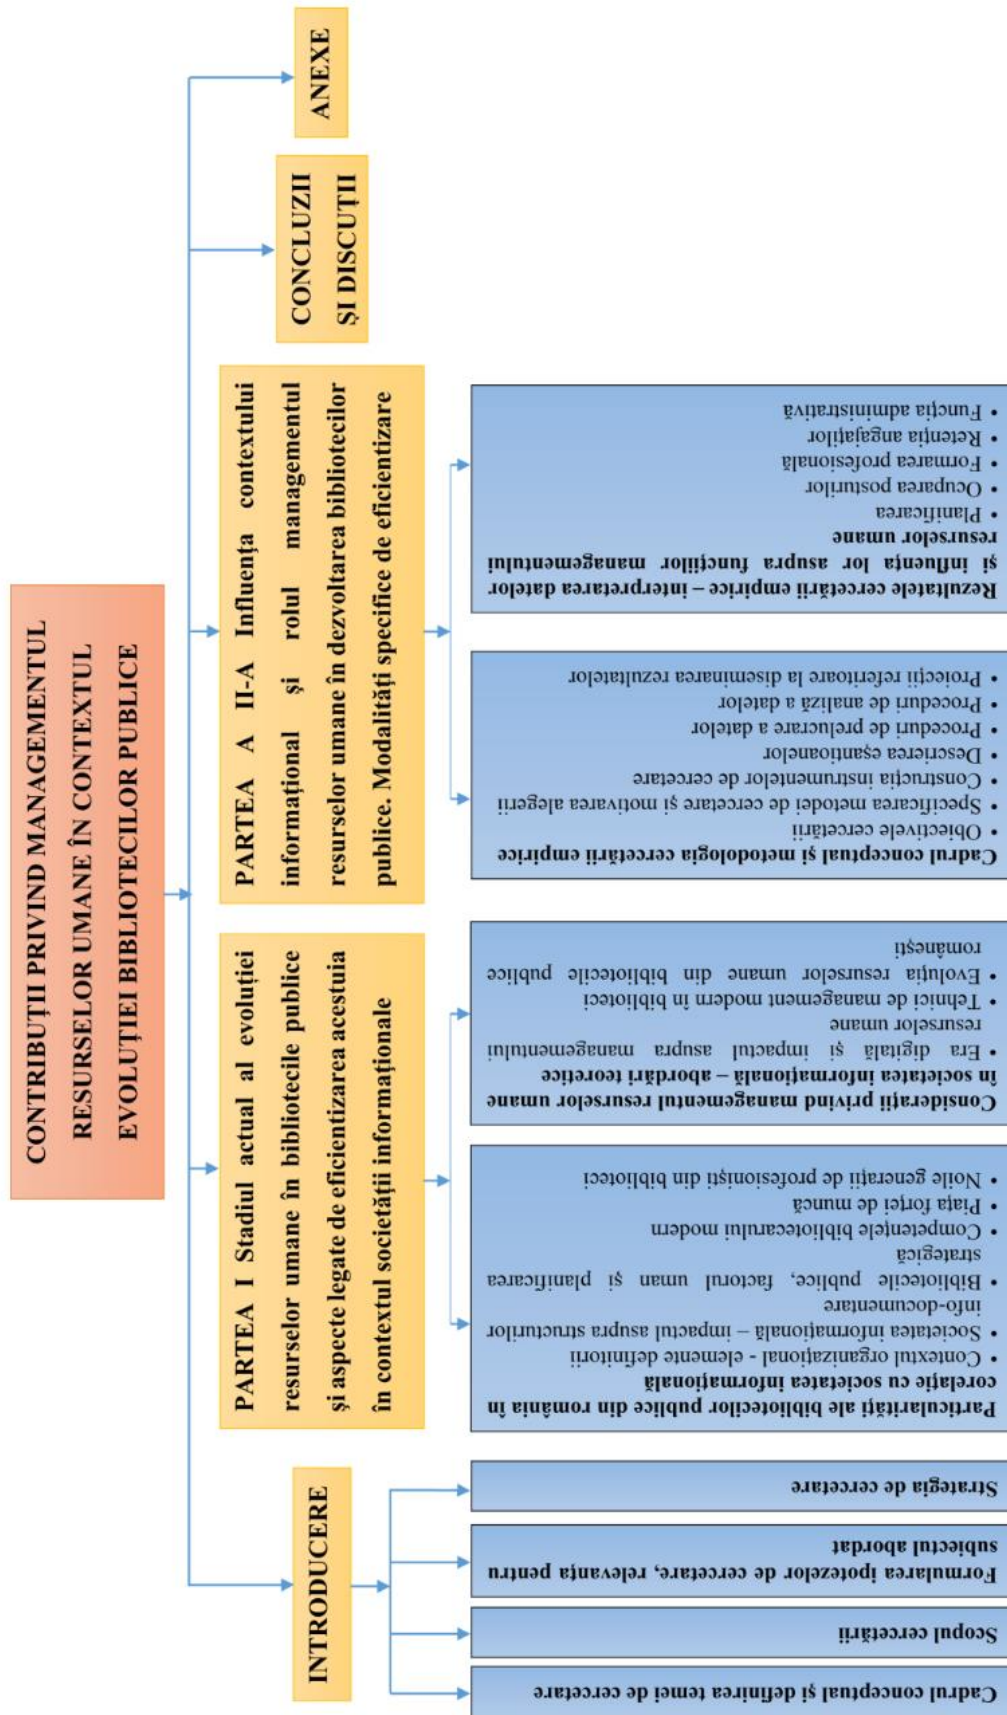 CONTRIBUȚII PRIVIND MANAGEMENTUL
RESURSELOR UMANE ÎN CONTEXTUL
EVOLUȚIEI BIBLIOTECILOR PUBLICE
INTRODUCERE
Cadrul conceptual și definirea temei de cercetare
Scopul cercetării
Formularea ipotezelor de cercetare, relevanța pentru
subiectul abordat
Strategia de cercetare
PARTEA I Stadiul actual al evoluției
resurselor umane în bibliotecile publice
și aspecte legate de eficientizarea acestuia
în contextul societății informaționale
Particularități ale bibliotecilor publice din românia în
corelație cu societatea informațională
• Contextul organizațional - elemente definitorii
• Societatea informațională – impactul asupra structurilor
info-documentare
• Bibliotecile publice, factorul uman și planificarea
strategică
• Competențele bibliotecarului modern
• Piața forței de muncă
• Noile generații de profesioniști din biblioteci
Considerații privind managementul resurselor umane
în societatea informațională – abordări teoretice
• Era digitală și impactul asupra managementului
resurselor umane
• Tehnici de management modern în biblioteci
• Evoluția resurselor umane din bibliotecile publice
românești
PARTEA A II-A Influența contextului
informațional și rolul managementul
resurselor umane în dezvoltarea bibliotecilor
publice. Modalități specifice de eficientizare
Cadrul conceptual și metodologia cercetării empirice
• Obiectivele cercetării
• Specificarea metodei de cercetare și motivarea alegerii
• Construcția instrumentelor de cercetare
• Descrierea eșantioanelor
• Proceduri de prelucrare a datelor
• Proceduri de analiză a datelor
• Proiecții referitoare la diseminarea rezultatelor
Rezultatele cercetării empirice – interpretarea datelor
și influența lor asupra funcțiilor managementului
resurselor umane
• Planificarea
• Ocuparea posturilor
• Formarea profesională
• Retenția angajaților
• Funcția administrativă
CONCLUZII
ȘI DISCUȚII
ANEXE